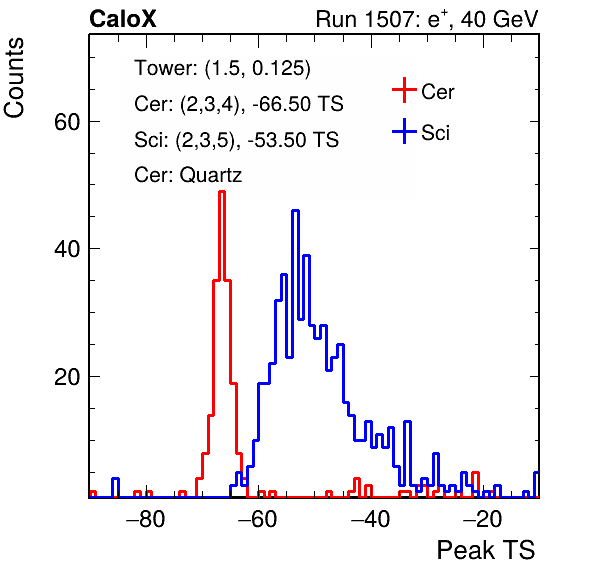 CaloX Run 1507: e⁺, 40 GeV
Counts
Tower: (1.5, 0.125)
Cer: (2,3,4), -66.50 TS
Sci: (2,3,5), -53.50 TS
Cer: Quartz
Cer
Sci
60
40
20
−80 −60 −40 −20
Peak TS